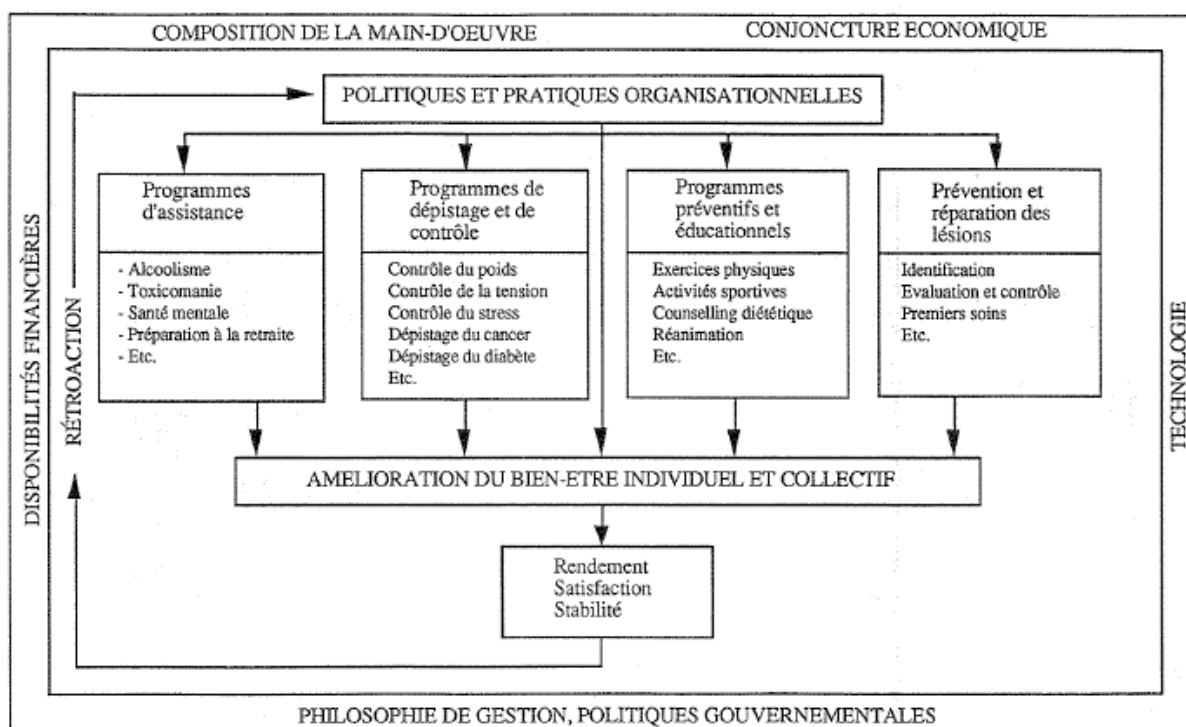 COMPOSITION DE LA MAIN-D'OEUVRE
CONJONCTURE ECONOMIQUE
POLITIQUES ET PRATIQUES ORGANISATIONNELLES
Programmes
d'assistance
- Alcoolisme
- Toxicomanie
- Santé mentale
- Préparation à la retraite
- Etc.
Programmes de
dépistage et de
contrôle
Contrôle du poids
Contrôle de la tension
Contrôle du stress
Dépistage du cancer
Dépistage du diabète
Etc.
Programmes
préventifs et
éducationnels
Exercices physiques
Activités sportives
Counselling diététique
Réanimation
Etc.
Prévention et
réparation des
lésions
Identification
Evaluation et contrôle
Premiers soins
Etc.
DISPONIBILITÉS FINANCIÈRES
RÉTROACTION
TECHNOLOGIE
AMELIORATION DU BIEN-ETRE INDIVIDUEL ET COLLECTIF
Rendement
Satisfaction
Stabilité
PHILOSOPHIE DE GESTION, POLITIQUES GOUVERNEMENTALES